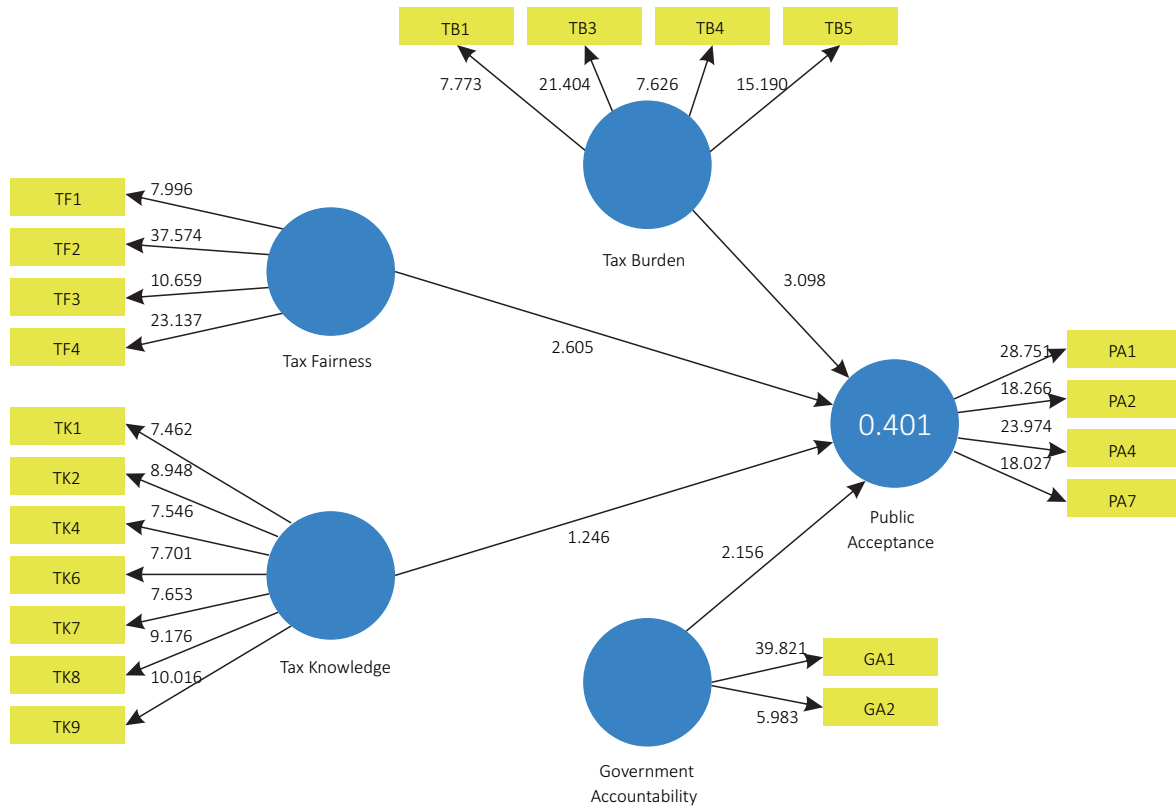 TB1
TB3
TB4
TB5
7.773
21.404
7.626
15.190
Tax Burden
3.098
TF1
7.996
TF2
37.574
TF3
10.659
TF4
23.137
Tax Fairness
2.605
TK1
7.462
TK2
8.948
TK4
7.546
TK6
7.701
TK7
7.653
TK8
9.176
TK9
10.016
Tax Knowledge
1.246
0.401
Public
Acceptance
28.751
PA1
18.266
PA2
23.974
PA4
18.027
PA7
2.156
39.821
GA1
5.983
GA2
Government
Accountability